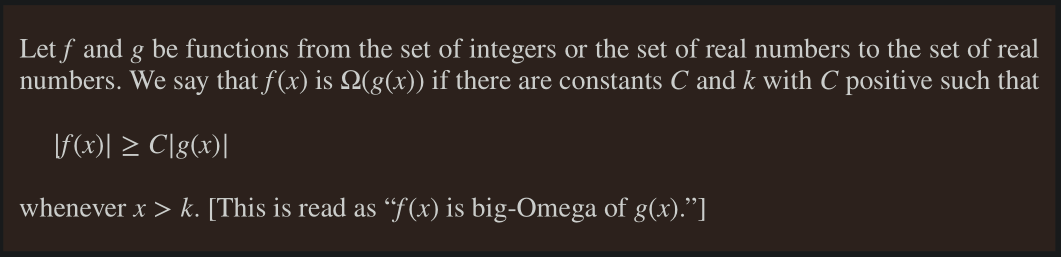 Let f and g be functions from the set of integers or the set of real numbers to the set of real
numbers. We say that f(x) is Ω(g(x)) if there are constants C and k with C positive such that
|f(x)| ≥ C|g(x)|
whenever x > k. [This is read as “f(x) is big-Omega of g(x).”]